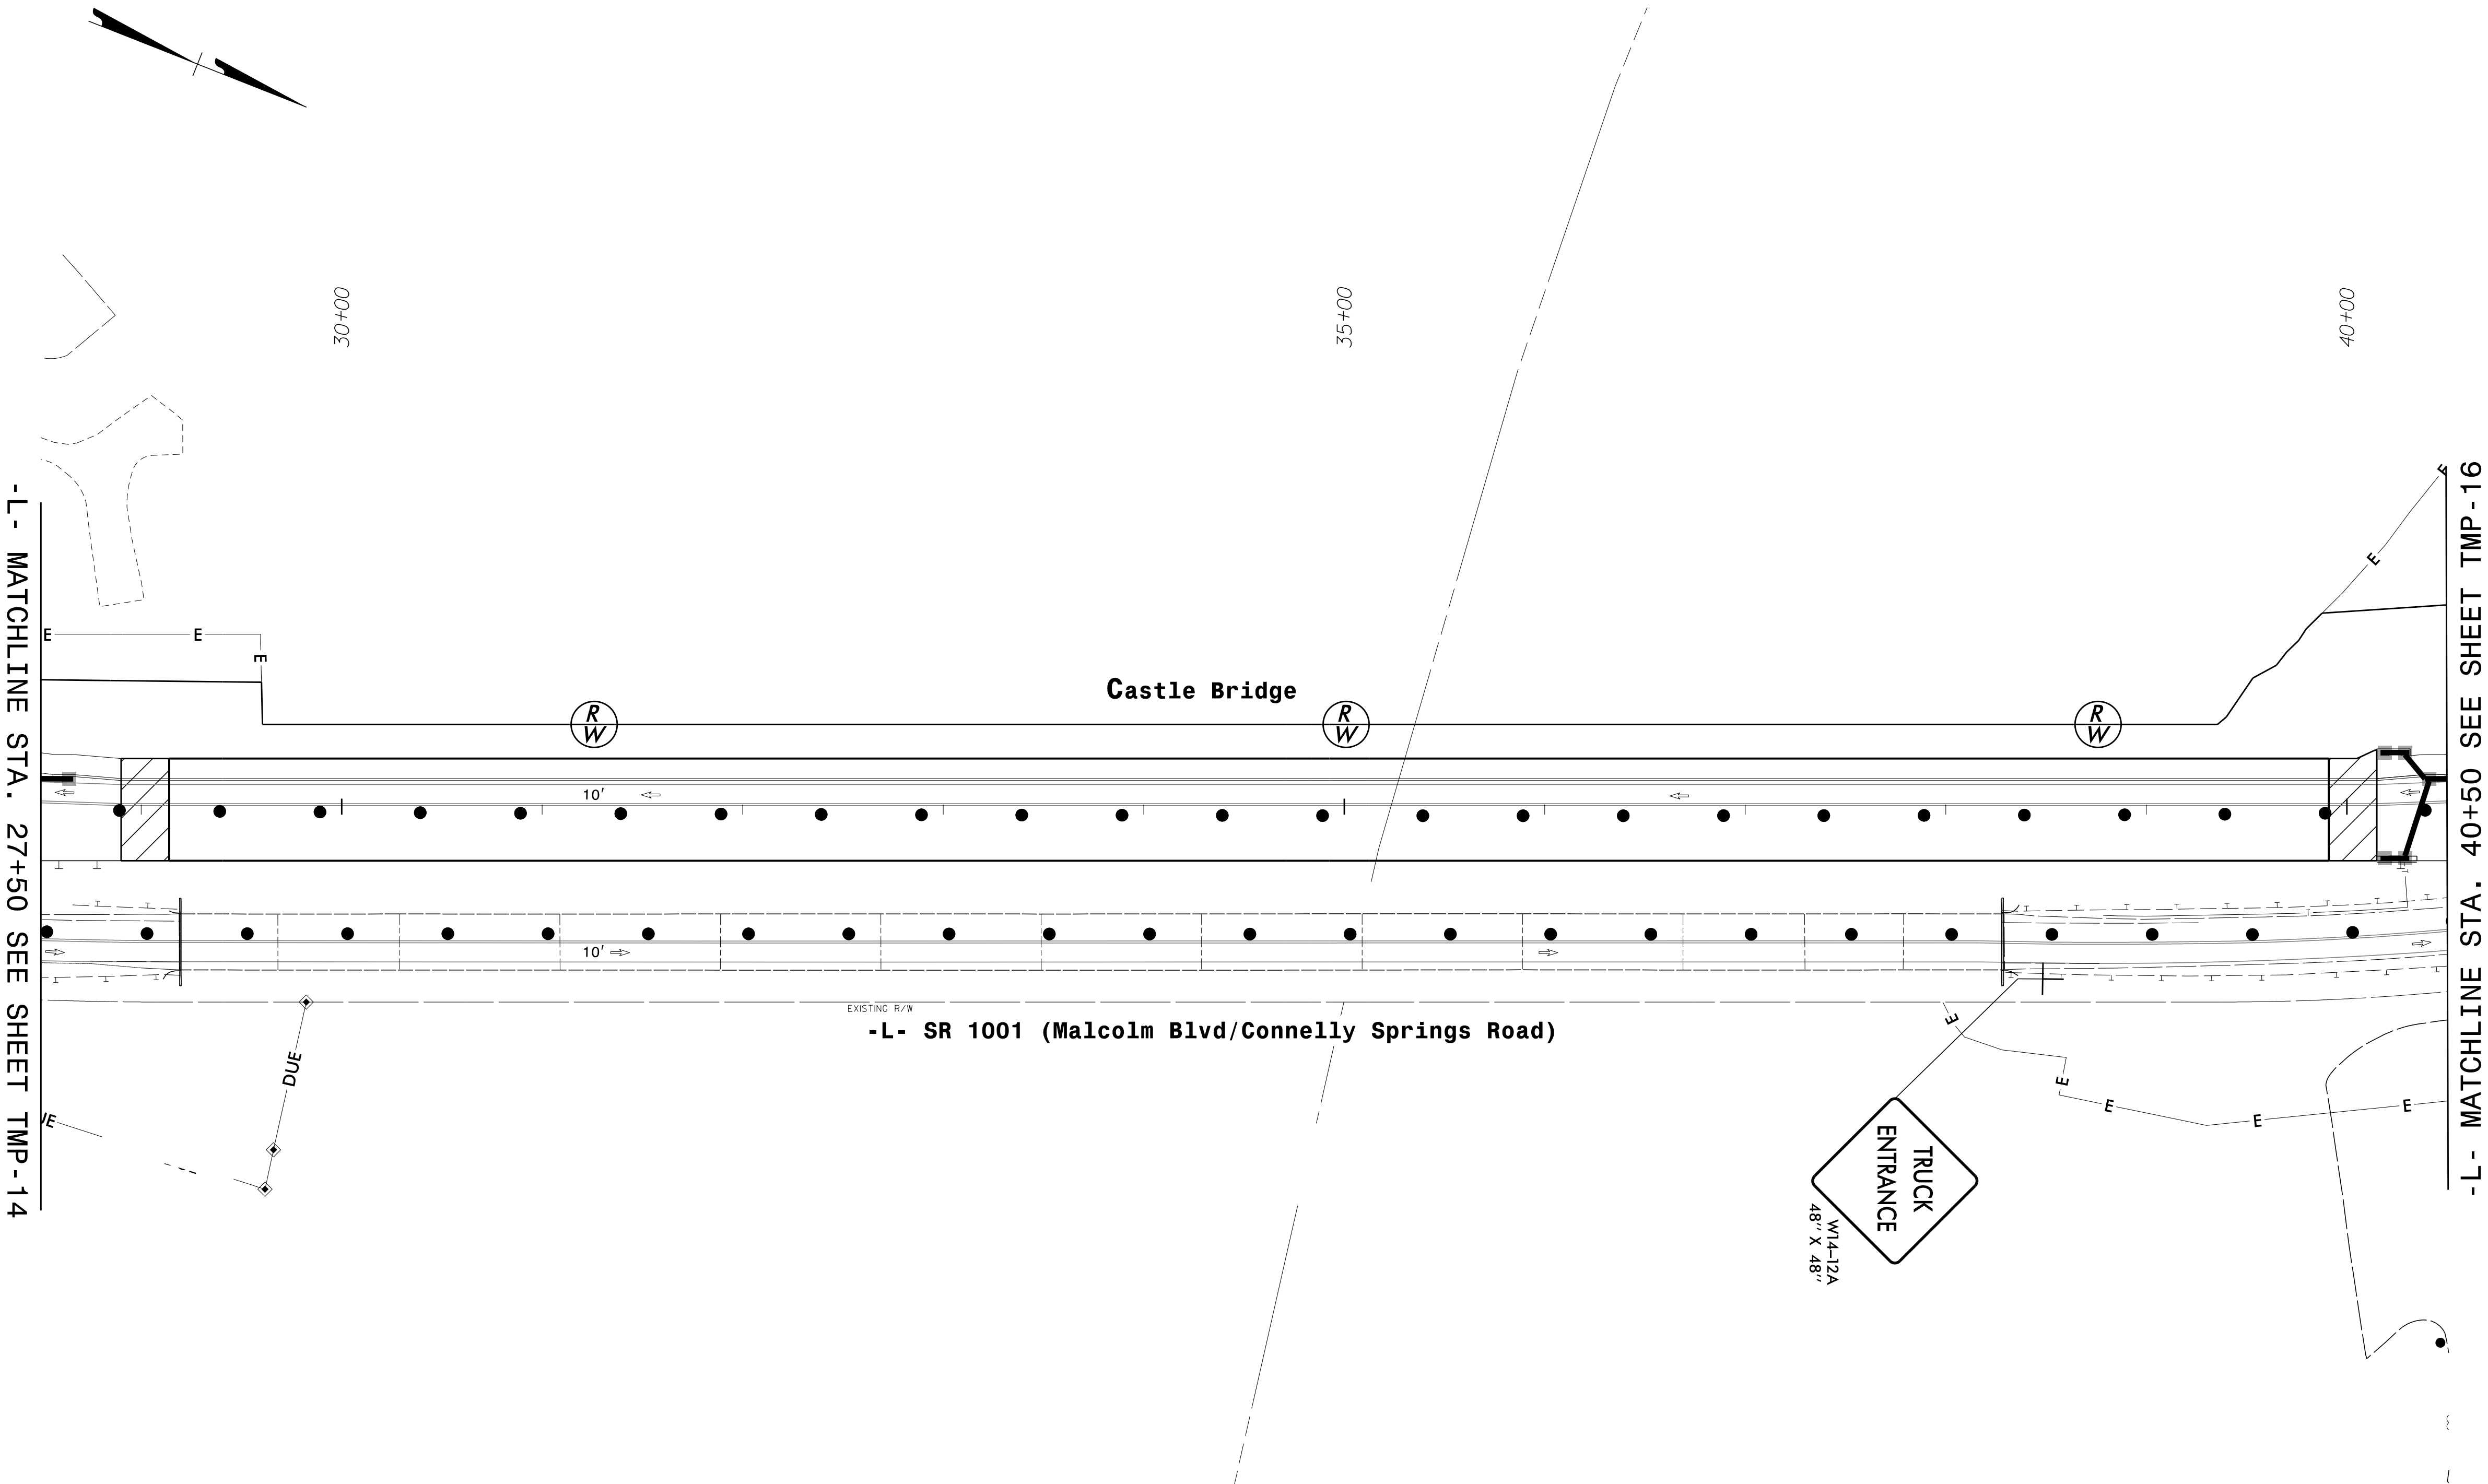 30+00
35+00
40+00
-L- MATCHLINE STA. 27+50 SEE SHEET TMP-14
-L- MATCHLINE STA. 40+50 SEE SHEET TMP-16
E
E
E
E
E
Castle Bridge
R
W
R
W
R
W
10'
10'
EXISTING R/W
-L- SR 1001 (Malcolm Blvd/Connelly Springs Road)
DUE
E
E
E
E
E
TRUCK
ENTRANCE
W14-12A
48" X 48"